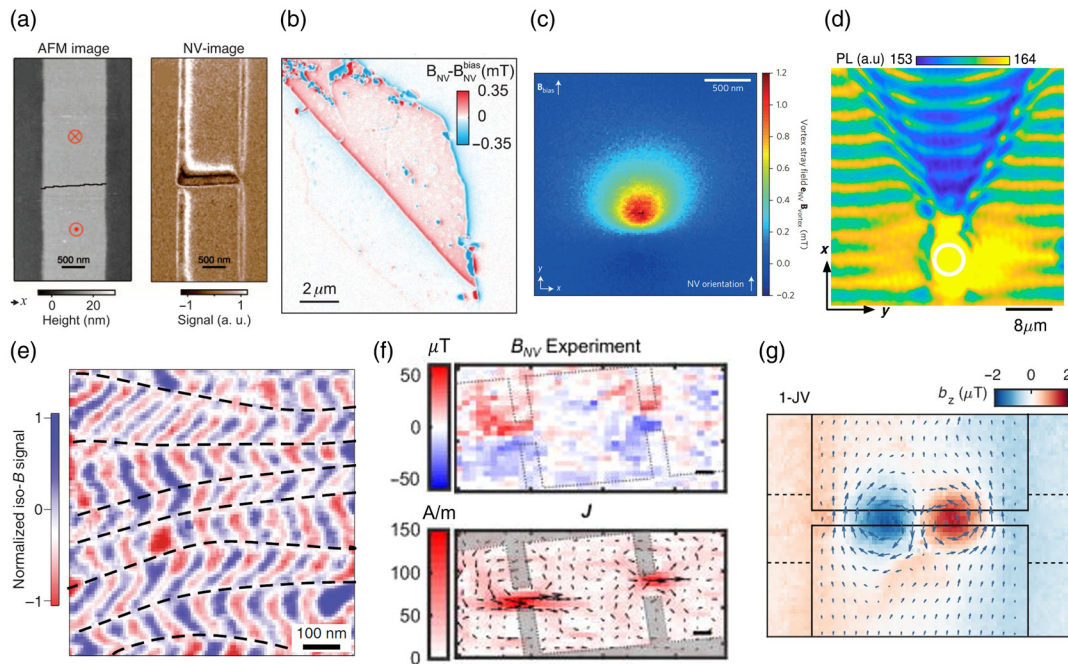 (a)
AFM image
NV-image
500 nm
500 nm
x
0 20
Height (nm)
−1 1
Signal (a. u.)
(b)
B_NV-B_NV^bias (mT)
0.35
0
−0.35
2 μm
(c)
B_bias
500 nm
1.2
1.0
0.8
0.6
0.4
0.2
0.0
−0.2
Vortex stray field e_NV B_vortex (mT)
y
x
NV orientation
(d)
PL (a.u) 153 164
x
y
8μm
(e)
Normalized iso-B signal
1
0
−1
100 nm
(f)
μT
B_NV Experiment
50
0
−50
A/m
J
150
100
50
0
(g)
1-JV
b_z (μT)
−2 0 2